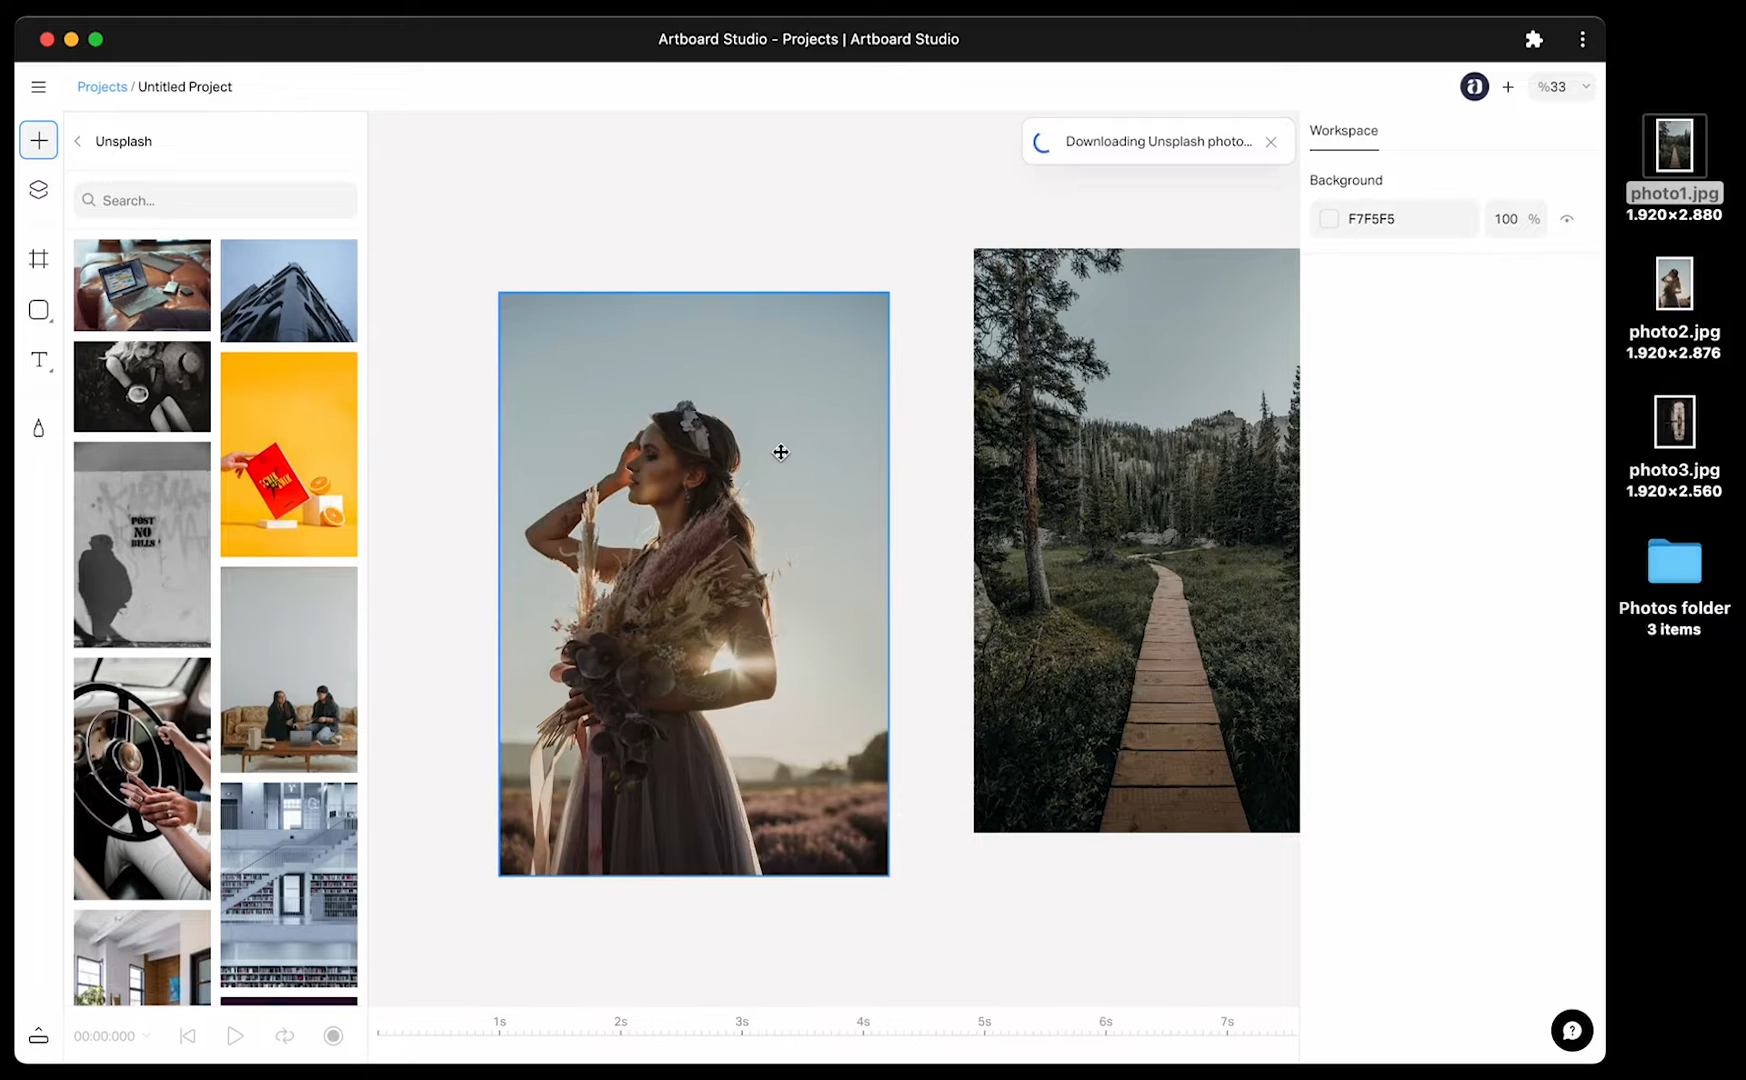 Artboard Studio - Projects | Artboard Studio
Projects / Untitled Project
a
%33
Unsplash
Search...
Downloading Unsplash photo...
Workspace
Background
F7F5F5
100 %
POST
NO
BILLS
T
00:00:000
1s
2s
3s
4s
5s
6s
7s
?
photo1.jpg
1.920×2.880
photo2.jpg
1.920×2.876
photo3.jpg
1.920×2.560
Photos folder
3 items